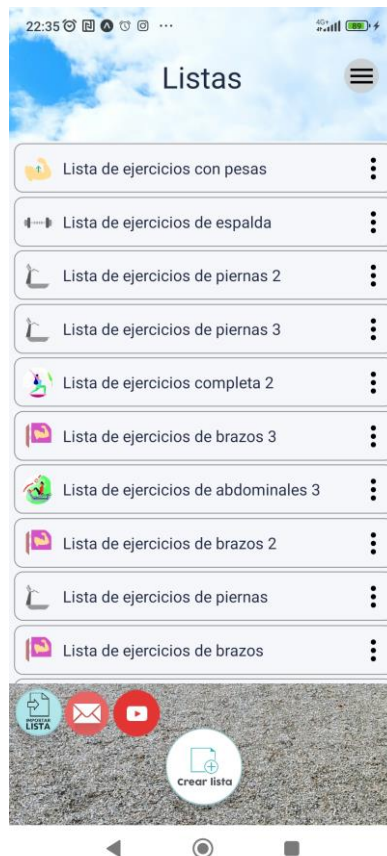 22:35
4G+
89
Listas
Lista de ejercicios con pesas
Lista de ejercicios de espalda
Lista de ejercicios de piernas 2
Lista de ejercicios de piernas 3
Lista de ejercicios completa 2
Lista de ejercicios de brazos 3
Lista de ejercicios de abdominales 3
Lista de ejercicios de brazos 2
Lista de ejercicios de piernas
Lista de ejercicios de brazos
IMPORTAR
LISTA
Crear lista